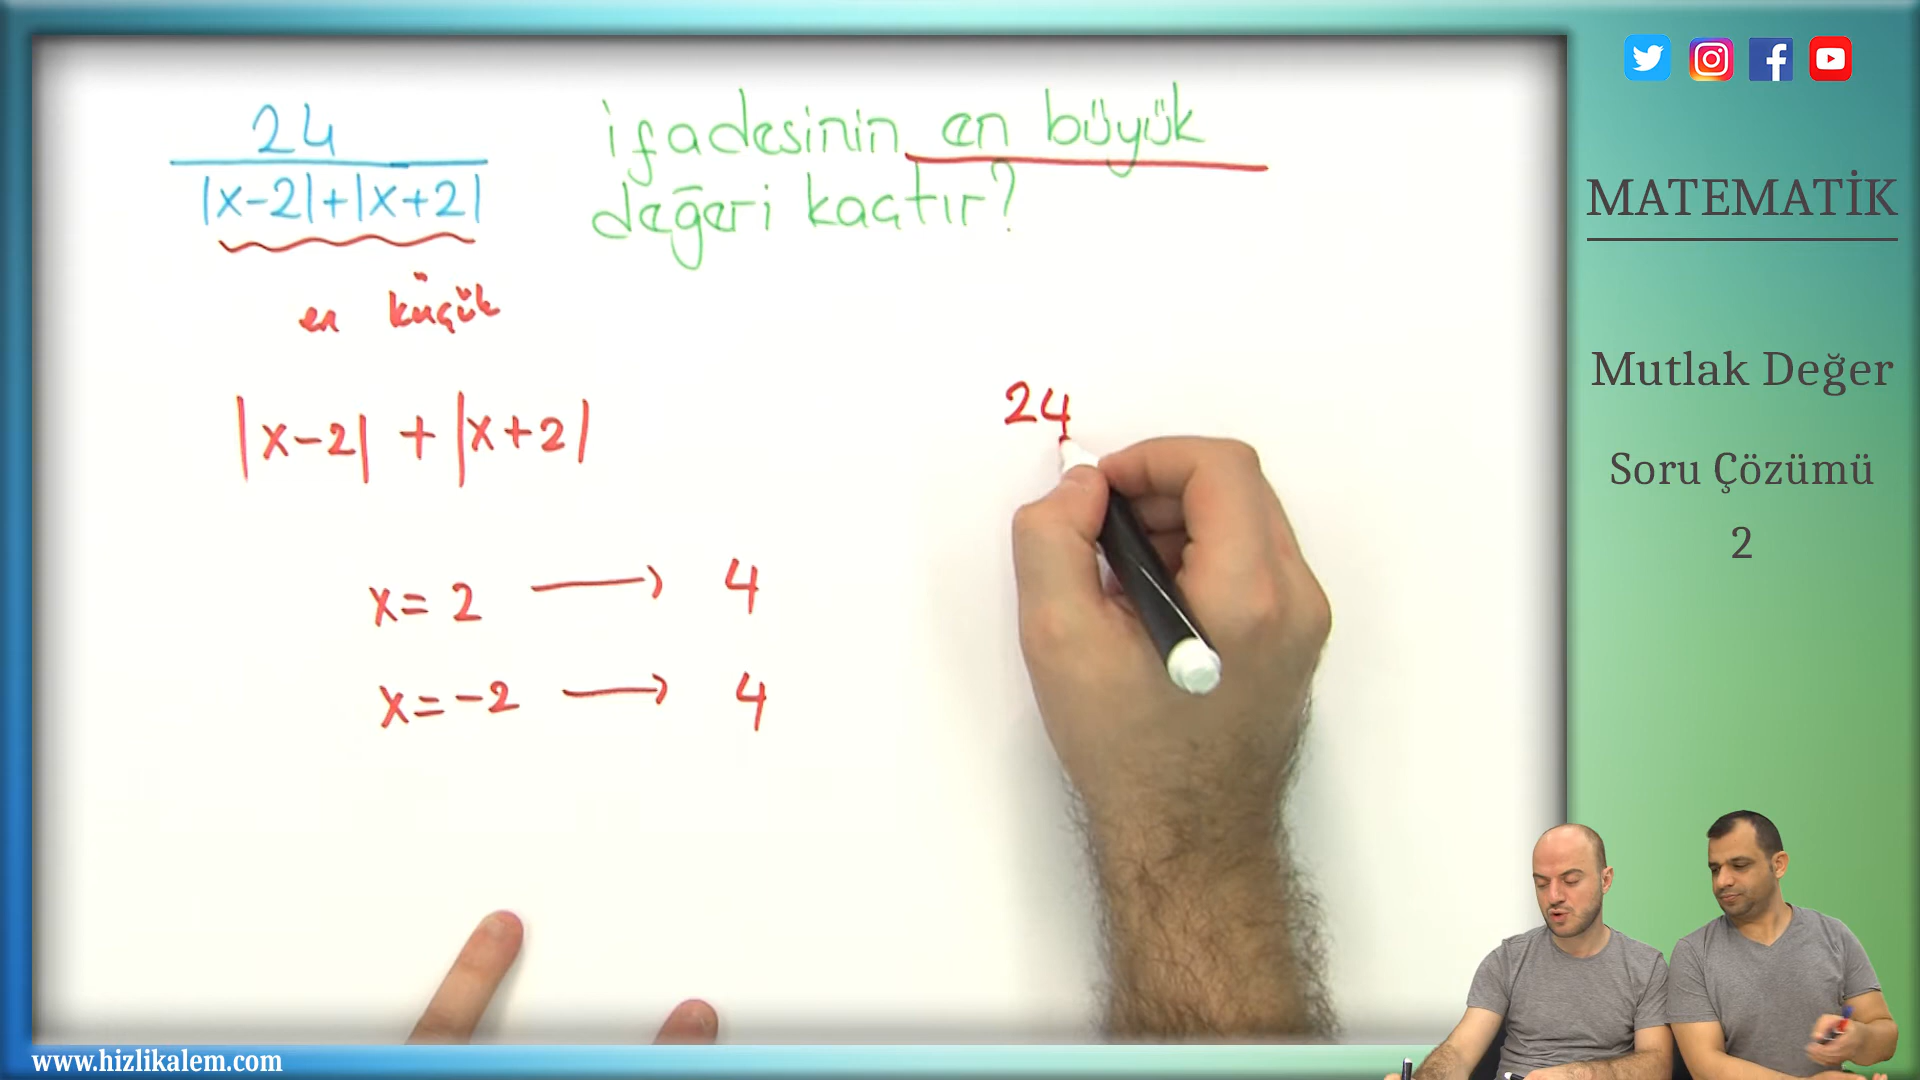 24
|x-2|+|x+2|
ifadesinin en büyük
değeri kaçtır?
en küçük
|x-2| + |x+2|
24
x=2 → 4
x=-2 → 4
MATEMATİK
Mutlak Değer
Soru Çözümü
2
www.hizlikalem.com